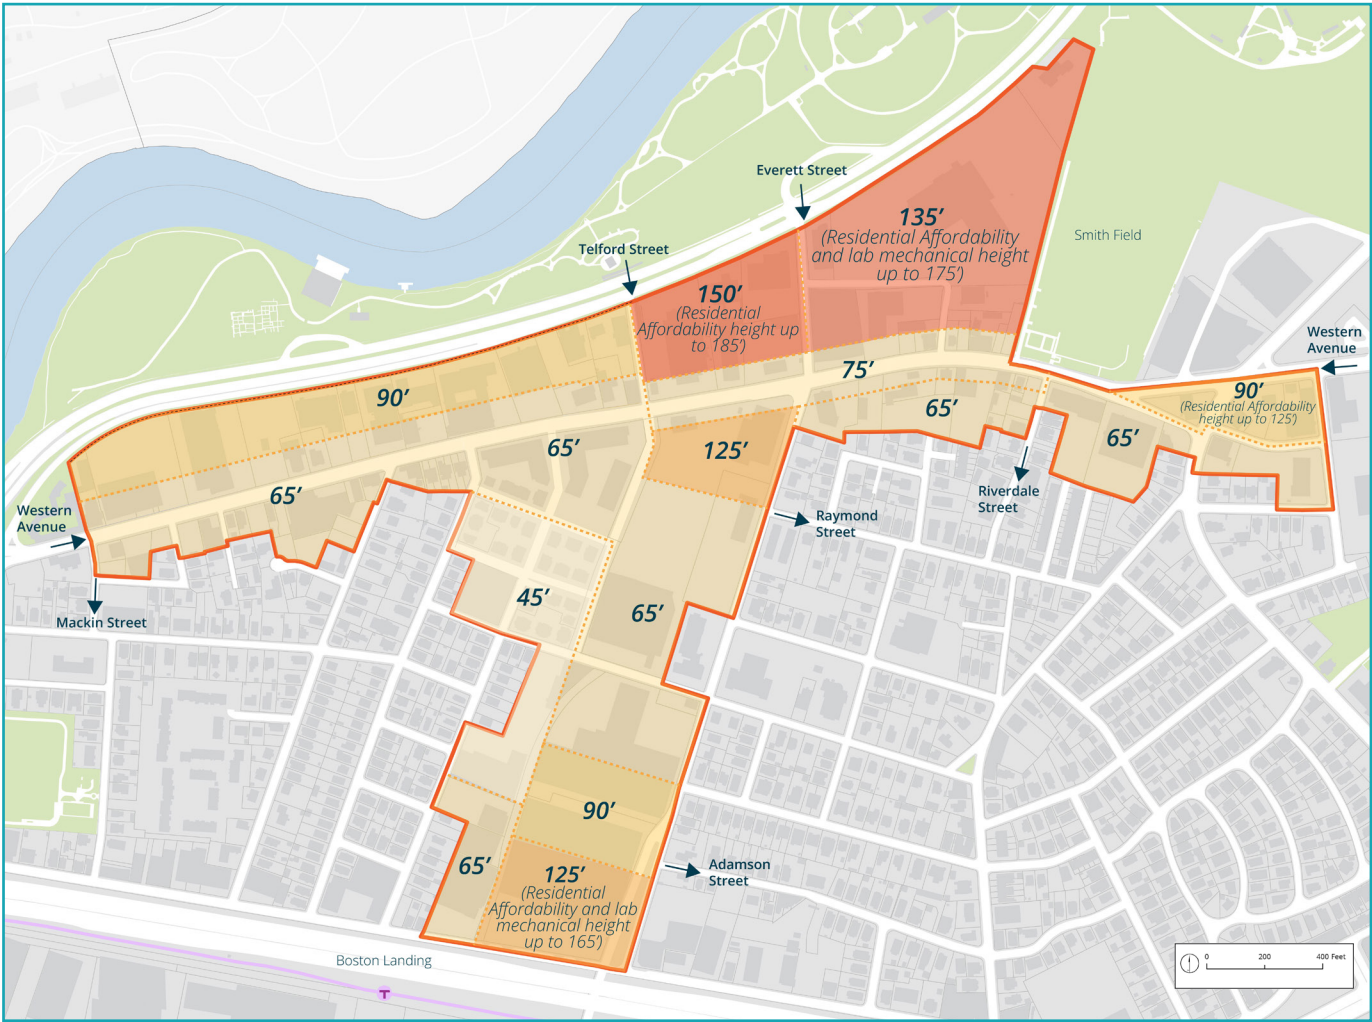 Everett Street
135’
(Residential Affordability
and lab mechanical height
up to 175’)
Smith Field
Telford Street
150’
(Residential
Affordability height up
to 185’)
Western
Avenue
75’
90’
90’
(Residential Affordability
height up to 125’)
65’
65’
65’
125’
65’
Riverdale
Street
Western
Avenue
Raymond
Street
45’
65’
Mackin Street
90’
65’
125’
(Residential
Affordability and lab
mechanical height
up to 165’)
Adamson
Street
Boston Landing
T
0 200 400 Feet